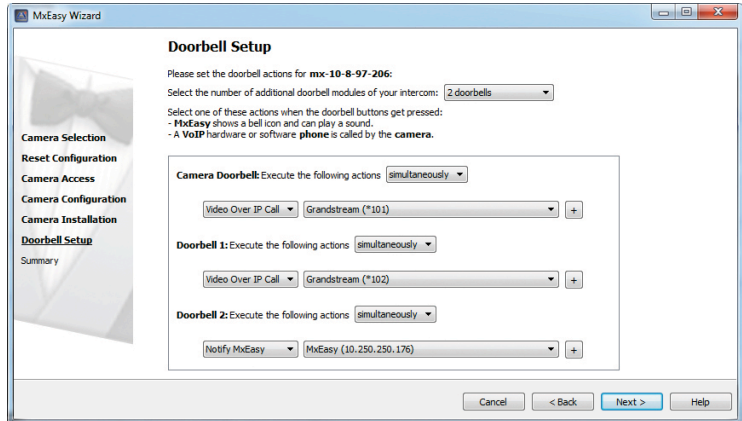 MxEasy Wizard
Doorbell Setup
Please set the doorbell actions for mx-10-8-97-206:
Select the number of additional doorbell modules of your intercom: 2 doorbells
Select one of these actions when the doorbell buttons get pressed:
- MxEasy shows a bell icon and can play a sound.
- A VoIP hardware or software phone is called by the camera.
Camera Selection
Reset Configuration
Camera Access
Camera Configuration
Camera Installation
Doorbell Setup
Summary
Camera Doorbell: Execute the following actions simultaneously
Video Over IP Call Grandstream (*101) +
Doorbell 1: Execute the following actions simultaneously
Video Over IP Call Grandstream (*102) +
Doorbell 2: Execute the following actions simultaneously
Notify MxEasy MxEasy (10.250.250.176) +
Cancel < Back Next > Help